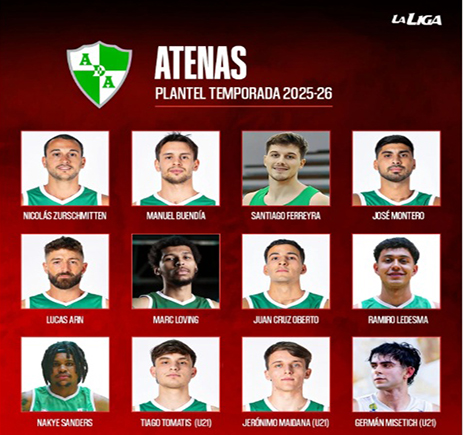 LA LIGA
ADA
ATENAS
PLANTEL TEMPORADA 2025-26
NICOLÁS ZURSCHMITTEN
MANUEL BUENDÍA
SANTIAGO FERREYRA
JOSÉ MONTERO
LUCAS ARN
MARC LOVING
JUAN CRUZ OBERTO
RAMIRO LEDESMA
NAKYE SANDERS
TIAGO TOMATIS (U21)
JERÓNIMO MAIDANA (U21)
GERMÁN MISETICH (U21)